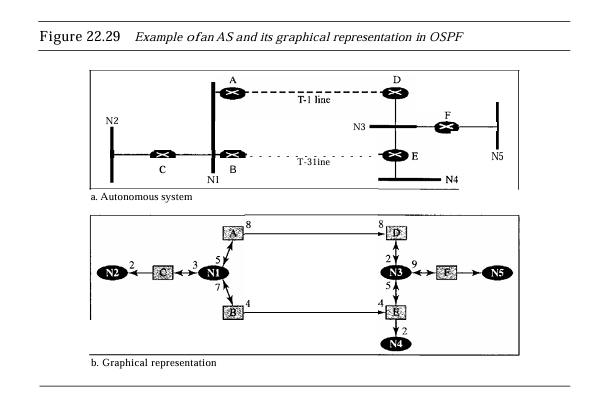 Figure 22.29 Example ofan AS and its graphical representation in OSPF
A D
T-1 line
F
N2 N3
T-3line E N5
C N1 B N4
a. Autonomous system
8 8
A D
5 2
N2 2 C 3 N1 N3 9 F N5
7 5
B 4 4 E
2
N4
b. Graphical representation